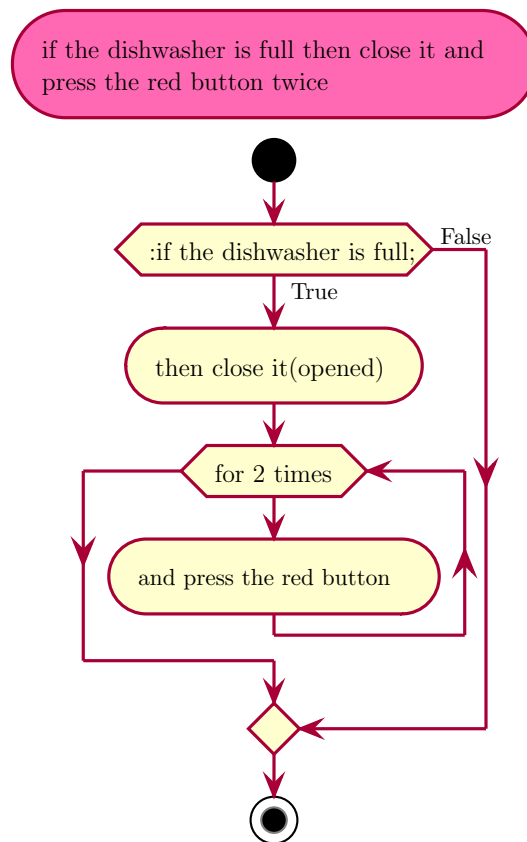 if the dishwasher is full then close it and
press the red button twice
:if the dishwasher is full;
False
True
then close it(opened)
for 2 times
and press the red button